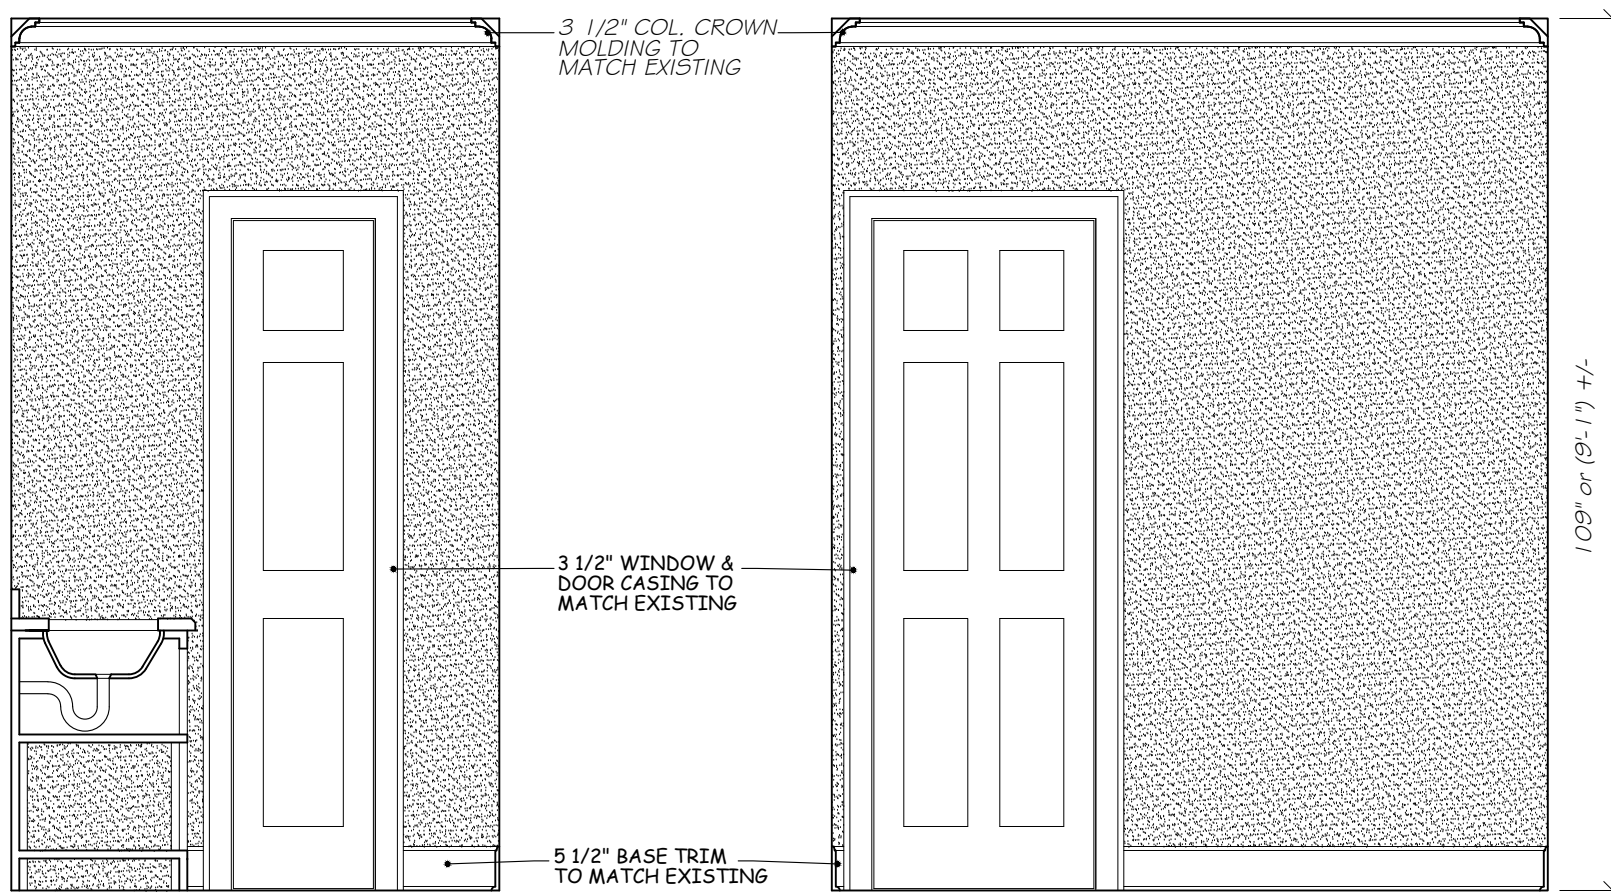 3 1/2" COL. CROWN
MOLDING TO
MATCH EXISTING
3 1/2" WINDOW &
DOOR CASING TO
MATCH EXISTING
5 1/2" BASE TRIM
TO MATCH EXISTING
109" or (9'-1") +/-